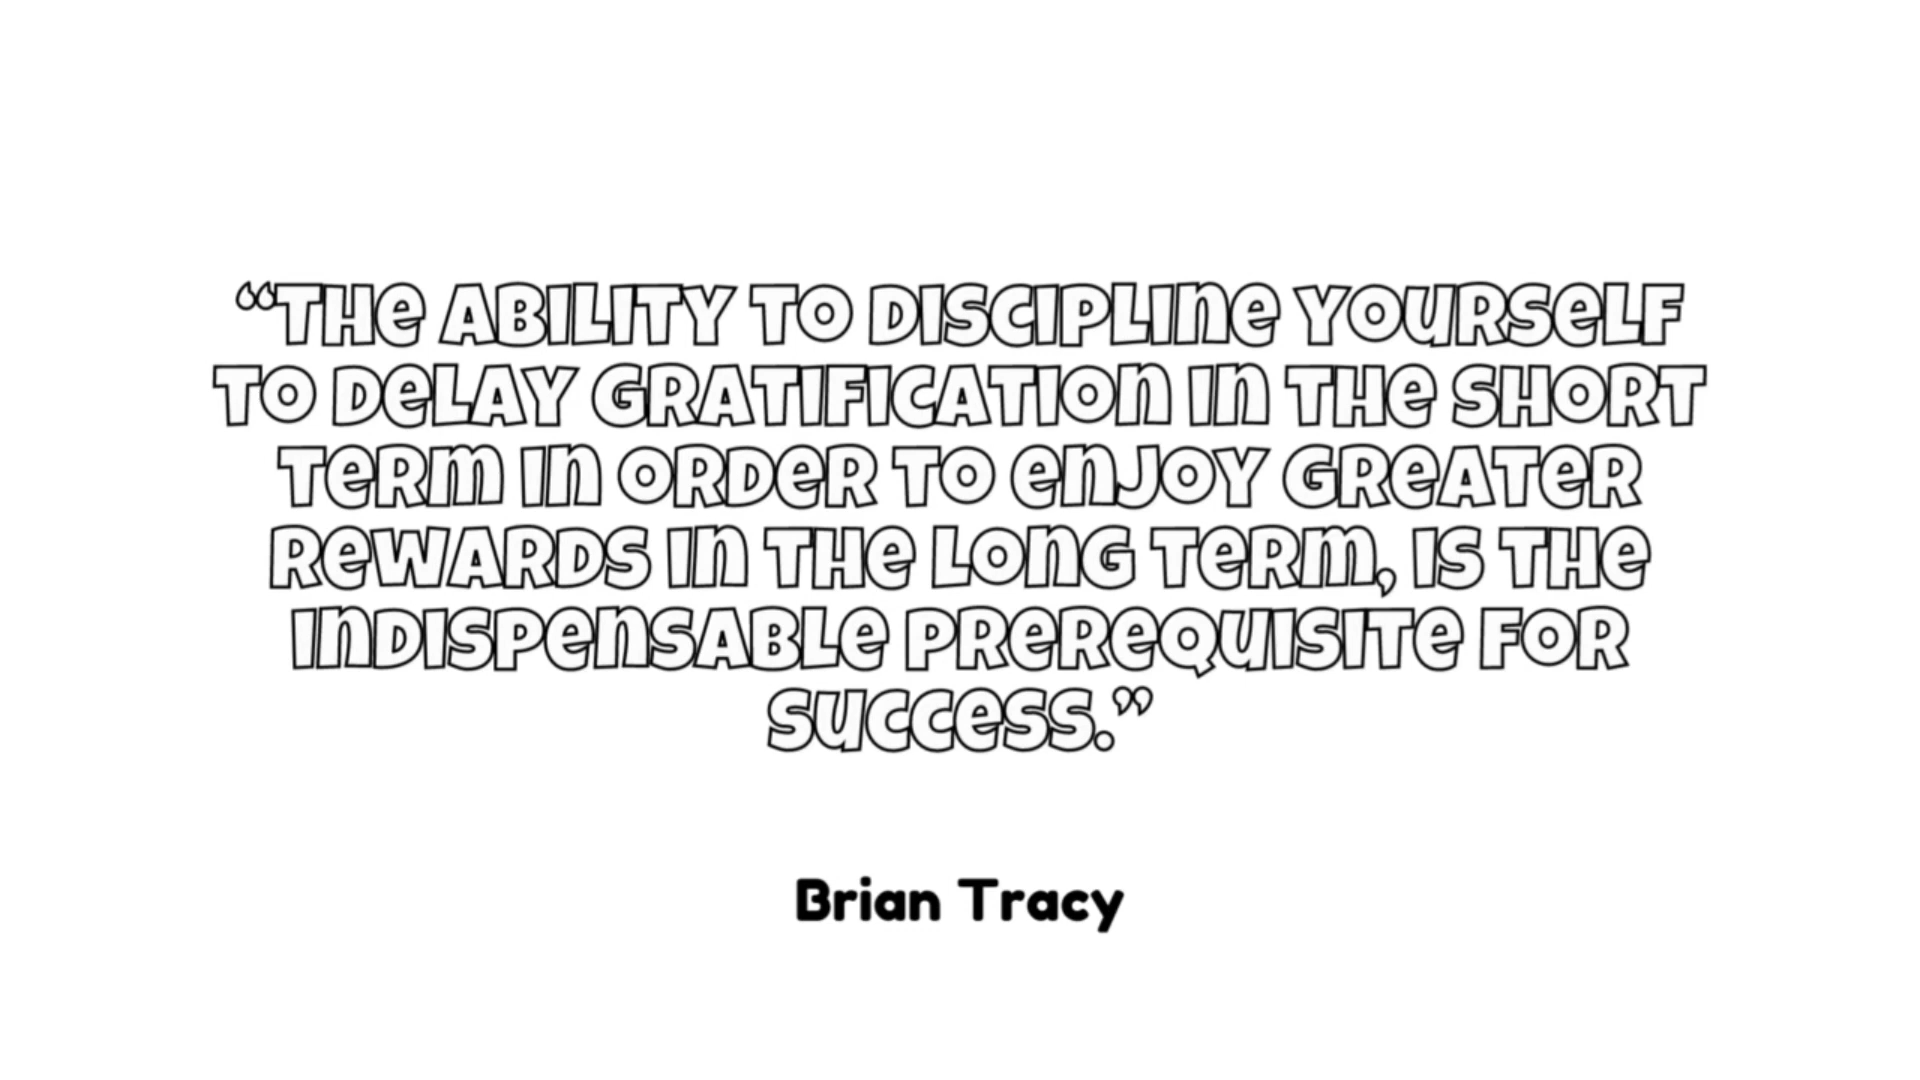 “The ability to discipline yourself
to delay gratification in the short
term in order to enjoy greater
rewards in the long term, is the
indispensable prerequisite for
success.”
Brian Tracy